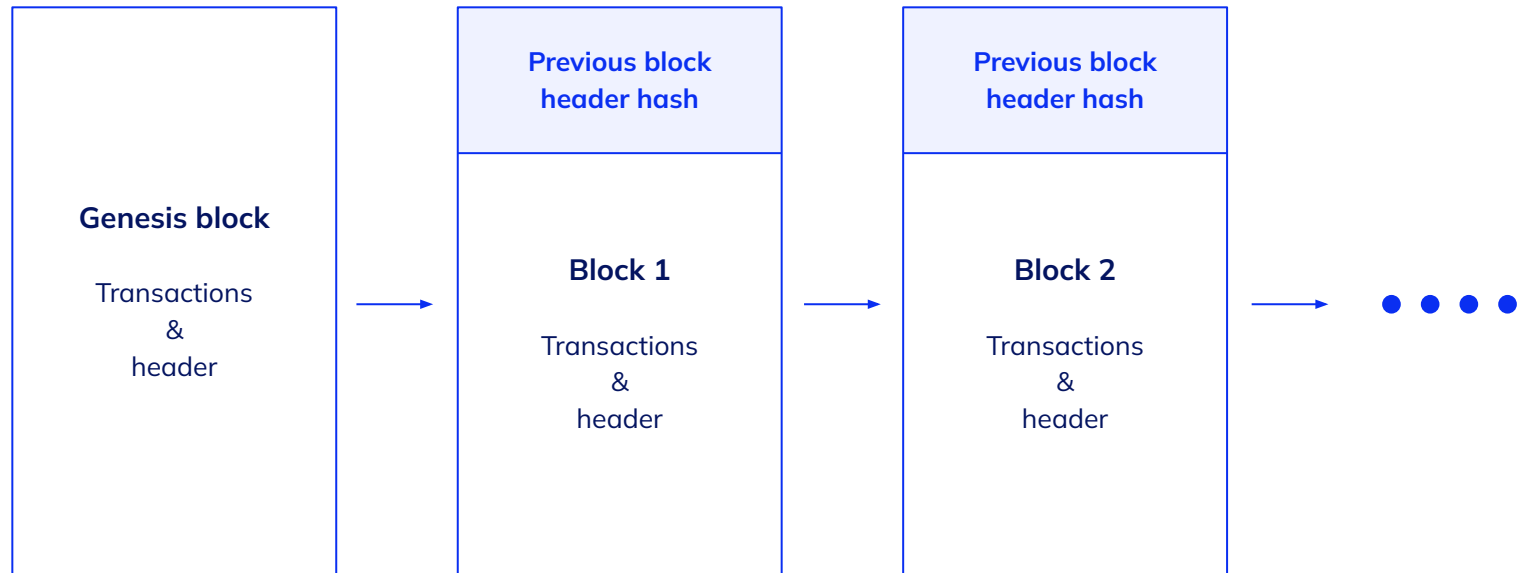 Genesis block
Transactions
&
header
Previous block
header hash
Block 1
Transactions
&
header
Previous block
header hash
Block 2
Transactions
&
header